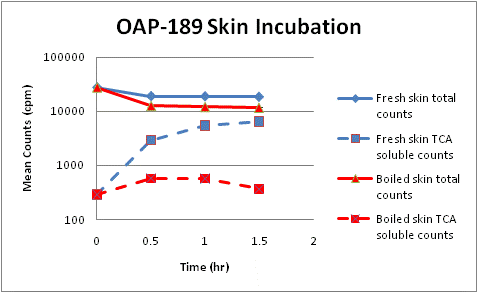 OAP-189 Skin Incubation
Mean Counts (cpm)
100000
10000
1000
100
0
0.5
1
1.5
2
Time (hr)
Fresh skin total
counts
Fresh skin TCA
soluble counts
Boiled skin total
counts
Boiled skin TCA
soluble counts